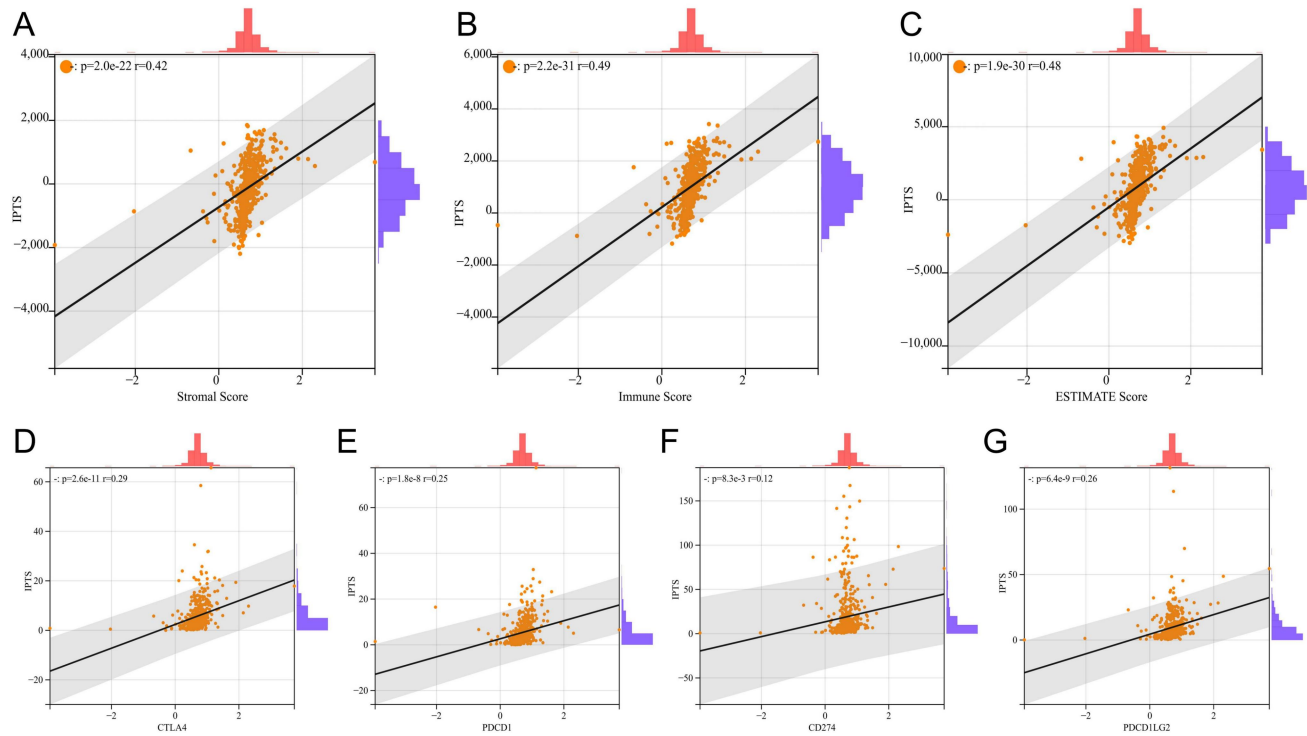 A
B
C
4,000
2,000
0
−2,000
−4,000
IPTS
-: p=2.0e-22 r=0.42
−2
0
2
Stromal Score
6,000
4,000
2,000
0
−2,000
−4,000
IPTS
-: p=2.2e-31 r=0.49
−2
0
2
Immune Score
10,000
5,000
0
−5,000
−10,000
IPTS
-: p=1.9e-30 r=0.48
−2
0
2
ESTIMATE Score
D
E
F
G
60
40
20
0
−20
IPTS
-: p=2.6e-11 r=0.29
−2
0
2
CTLA4
60
40
20
0
−20
IPTS
-: p=1.8e-8 r=0.25
−2
0
2
PDCD1
150
100
50
0
−50
IPTS
-: p=8.3e-3 r=0.12
−2
0
2
CD274
100
50
0
IPTS
-: p=6.4e-9 r=0.26
−2
0
2
PDCD1LG2